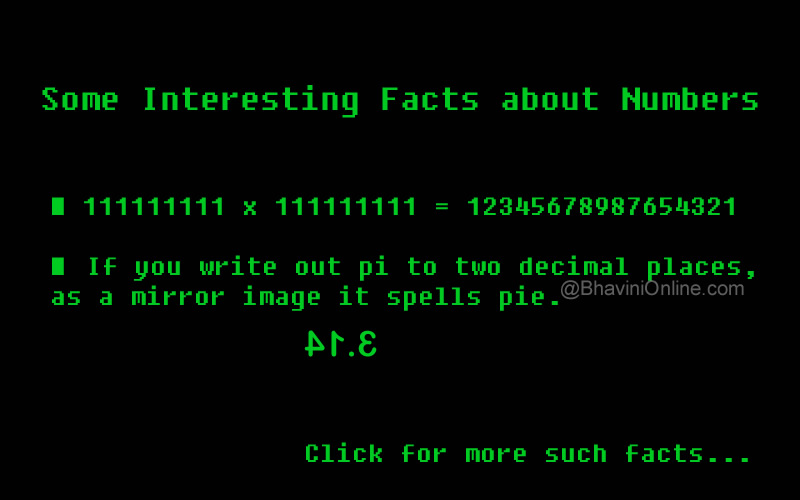 Some Interesting Facts about Numbers
█ 111111111 x 111111111 = 12345678987654321
█ If you write out pi to two decimal places,
as a mirror image it spells pie.
@BhaviniOnline.com
3.14
Click for more such facts...